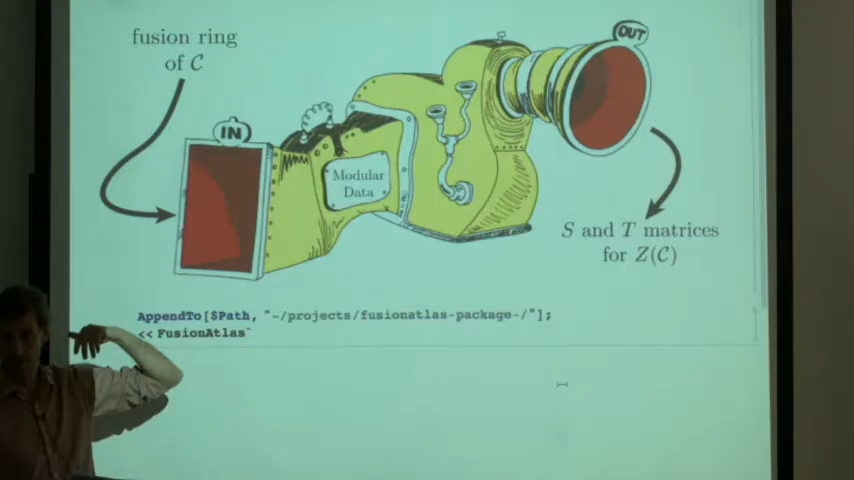 fusion ring
of C
IN
OUT
Modular
Data
S and T matrices
for Z(C)
AppendTo[$Path, "~/projects/fusionatlas-package-/"];
<< FusionAtlas`